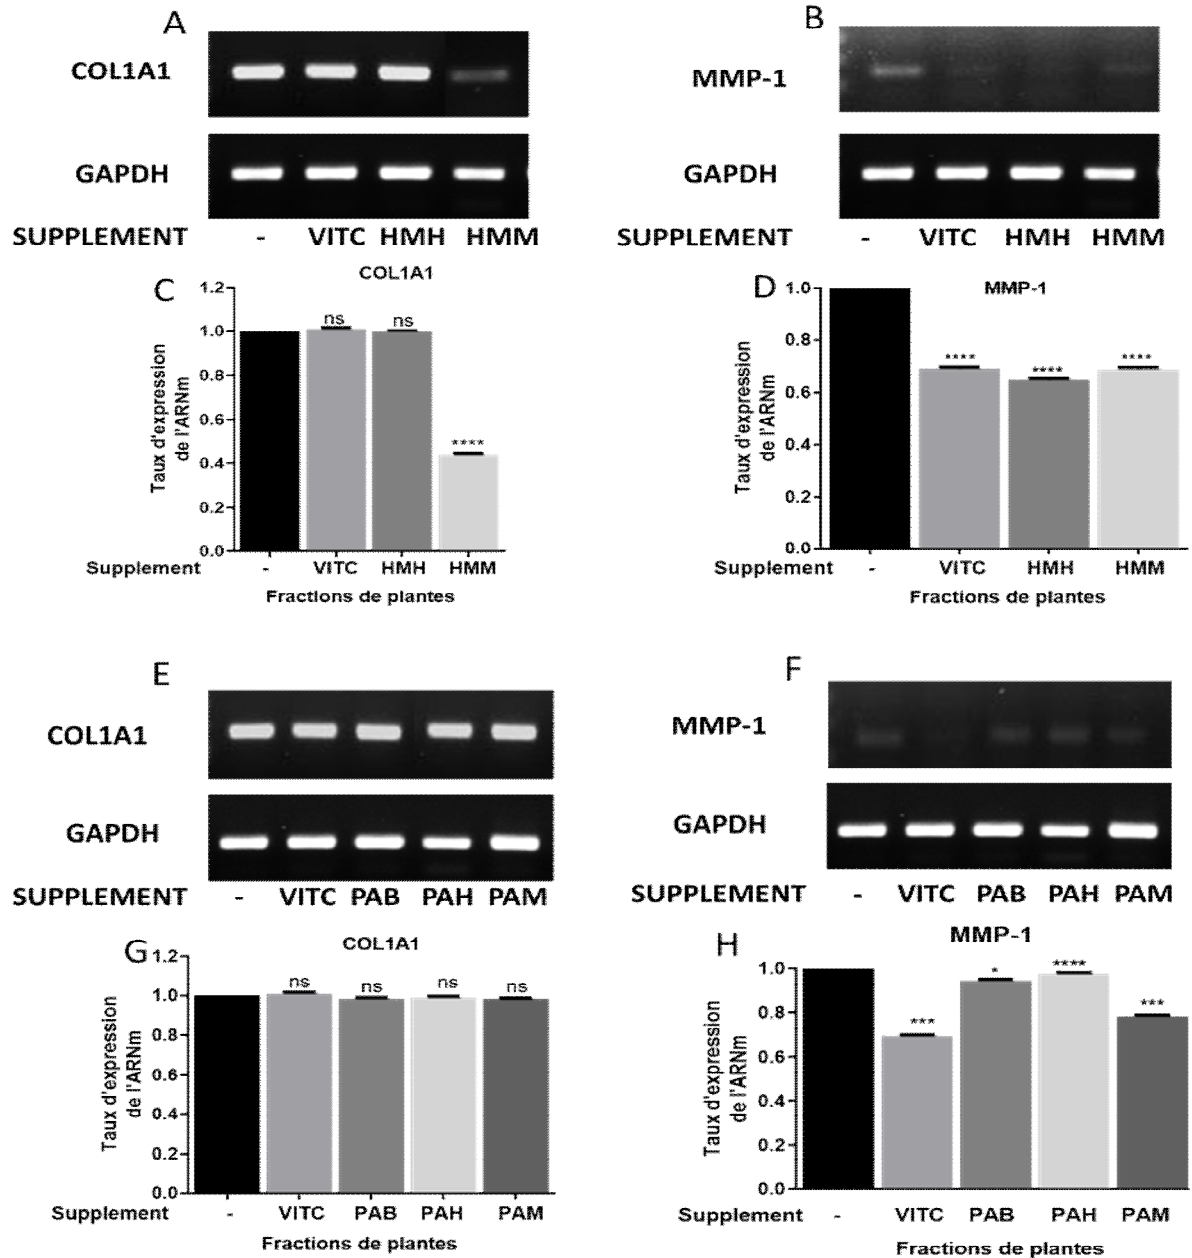 A
COL1A1
GAPDH
SUPPLEMENT - VITC HMH HMM
B
MMP-1
GAPDH
SUPPLEMENT - VITC HMH HMM
C
COL1A1
Taux d'expression
de l'ARNm
1.2
1.0
0.8
0.6
0.4
0.2
0.0
ns
ns
****
Supplement - VITC HMH HMM
Fractions de plantes
D
MMP-1
Taux d'expression
de l'ARNm
1.0
0.8
0.6
0.4
0.2
0.0
****
****
****
Supplement - VITC HMH HMM
Fractions de plantes
E
COL1A1
GAPDH
SUPPLEMENT - VITC PAB PAH PAM
F
MMP-1
GAPDH
SUPPLEMENT - VITC PAB PAH PAM
G
COL1A1
Taux d'expression
de l'ARNm
1.2
1.0
0.8
0.6
0.4
0.2
0.0
ns
ns
ns
ns
Supplement - VITC PAB PAH PAM
Fractions de plantes
H
MMP-1
Taux d'expression
de l'ARNm
1.0
0.8
0.6
0.4
0.2
0.0
***
*
****
***
Supplement - VITC PAB PAH PAM
Fractions de plantes